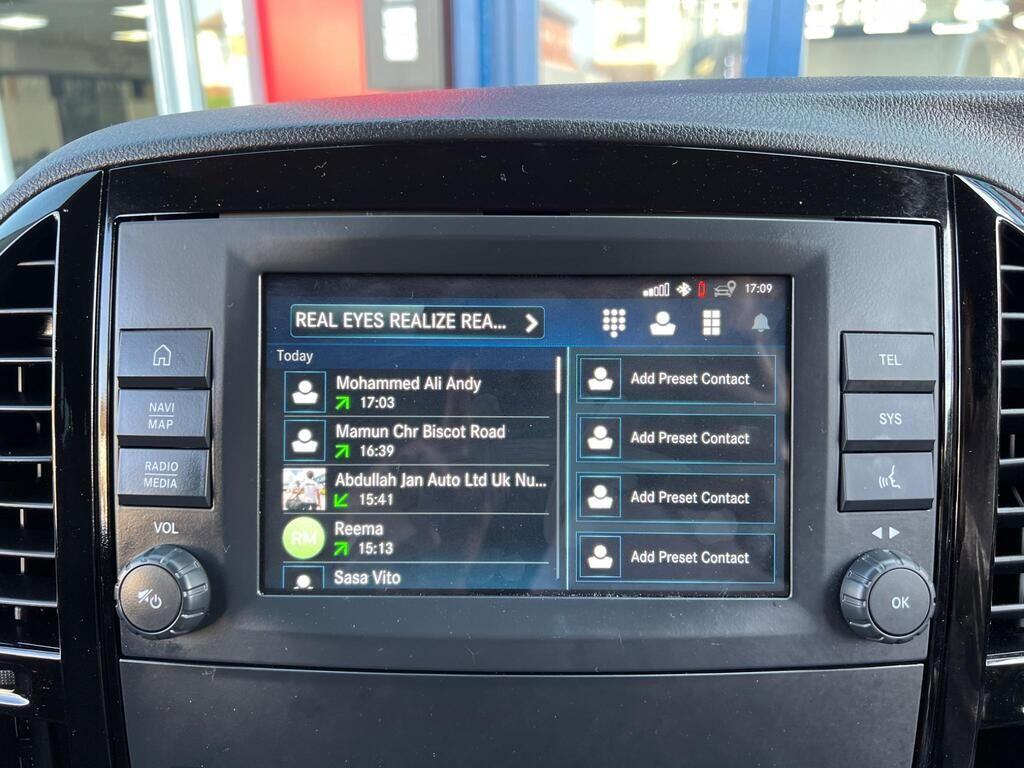 17:09
REAL EYES REALIZE REA...
Today
Mohammed Ali Andy
17:03
Mamun Chr Biscot Road
16:39
Abdullah Jan Auto Ltd Uk Nu...
15:41
RM
Reema
15:13
Sasa Vito
Add Preset Contact
Add Preset Contact
Add Preset Contact
Add Preset Contact
NAVI
MAP
RADIO
MEDIA
VOL
TEL
SYS
OK